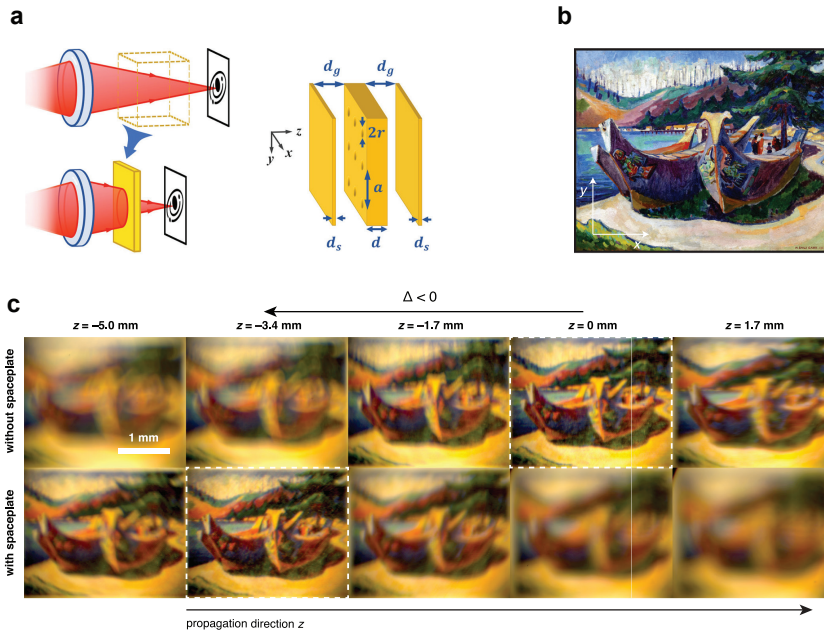 a
d_g
d_g
2r
z
x
y
a
d_s
d
d_s
b
y
x
c
Δ < 0
z = –5.0 mm
z = –3.4 mm
z = –1.7 mm
z = 0 mm
z = 1.7 mm
without spaceplate
1 mm
with spaceplate
propagation direction z